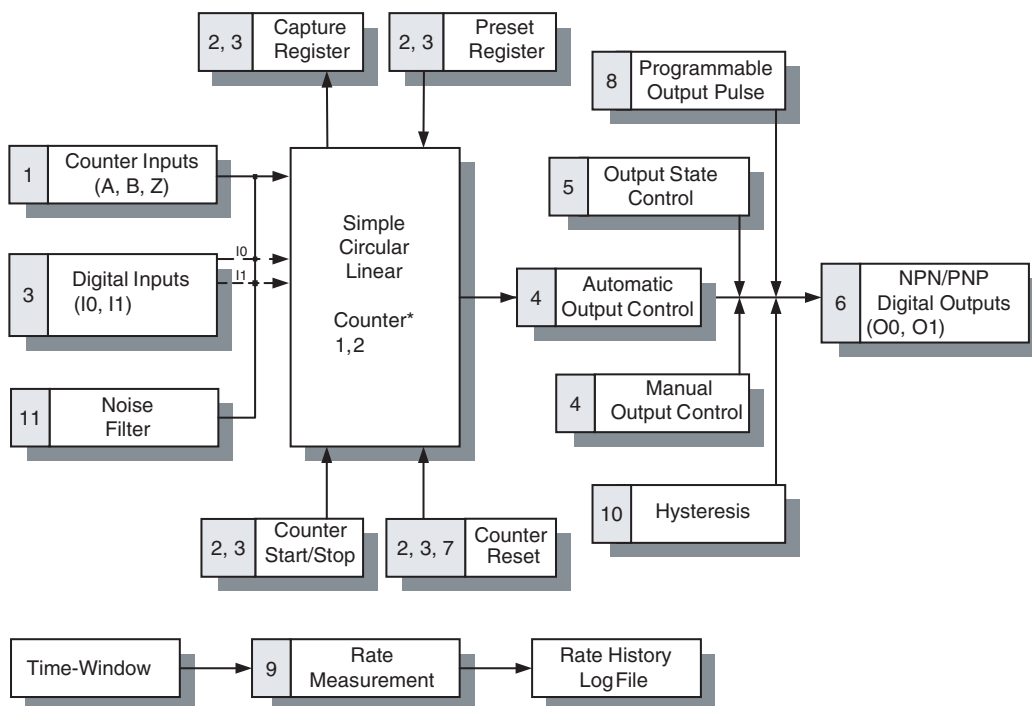 2, 3
Capture
Register
2, 3
Preset
Register
8
Programmable
Output Pulse
1
Counter Inputs
(A, B, Z)
5
Output State
Control
Simple
Circular
Linear
Counter*
1,2
I0
I1
3
Digital Inputs
(I0, I1)
4
Automatic
Output Control
6
NPN/PNP
Digital Outputs
(O0, O1)
11
Noise
Filter
4
Manual
Output Control
2, 3
Counter
Start/Stop
2, 3, 7
Counter
Reset
10
Hysteresis
Time-Window
9
Rate
Measurement
Rate History
Log File